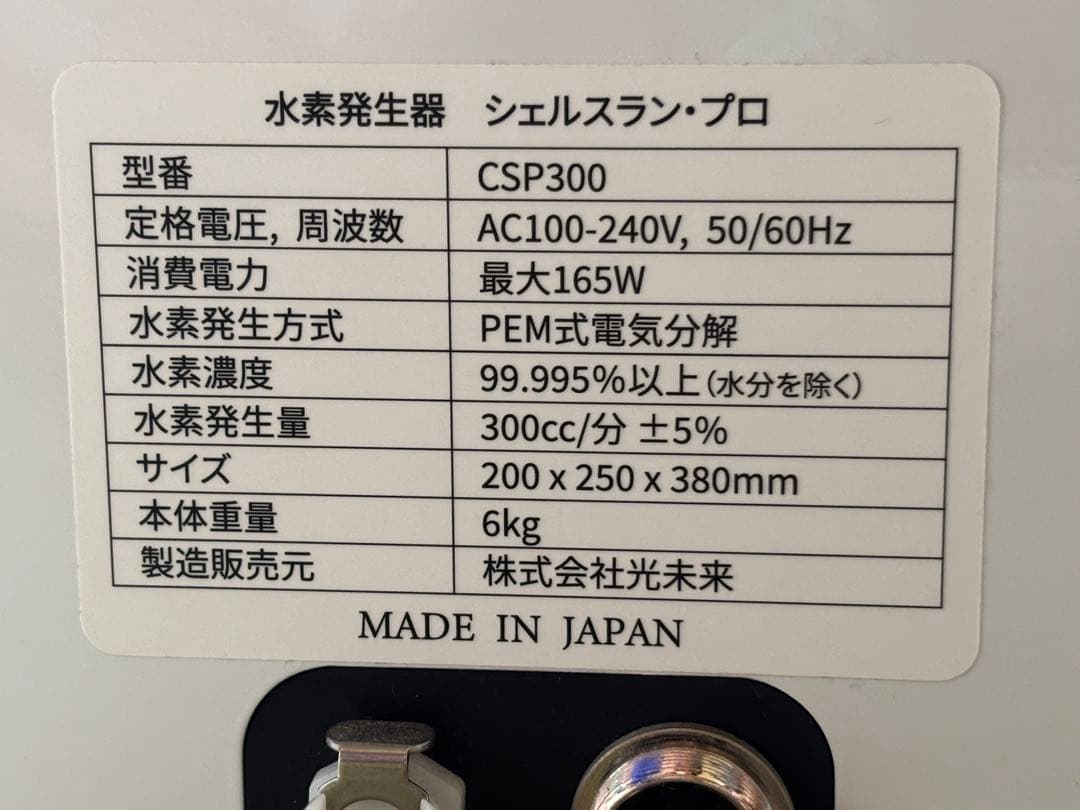 水素発生器　シェルスラン・プロ
型番 CSP300
定格電圧, 周波数 AC100-240V, 50/60Hz
消費電力 最大165W
水素発生方式 PEM式電気分解
水素濃度 99.995%以上(水分を除く)
水素発生量 300cc/分 ±5%
サイズ 200 x 250 x 380mm
本体重量 6kg
製造販売元 株式会社光未来
MADE IN JAPAN